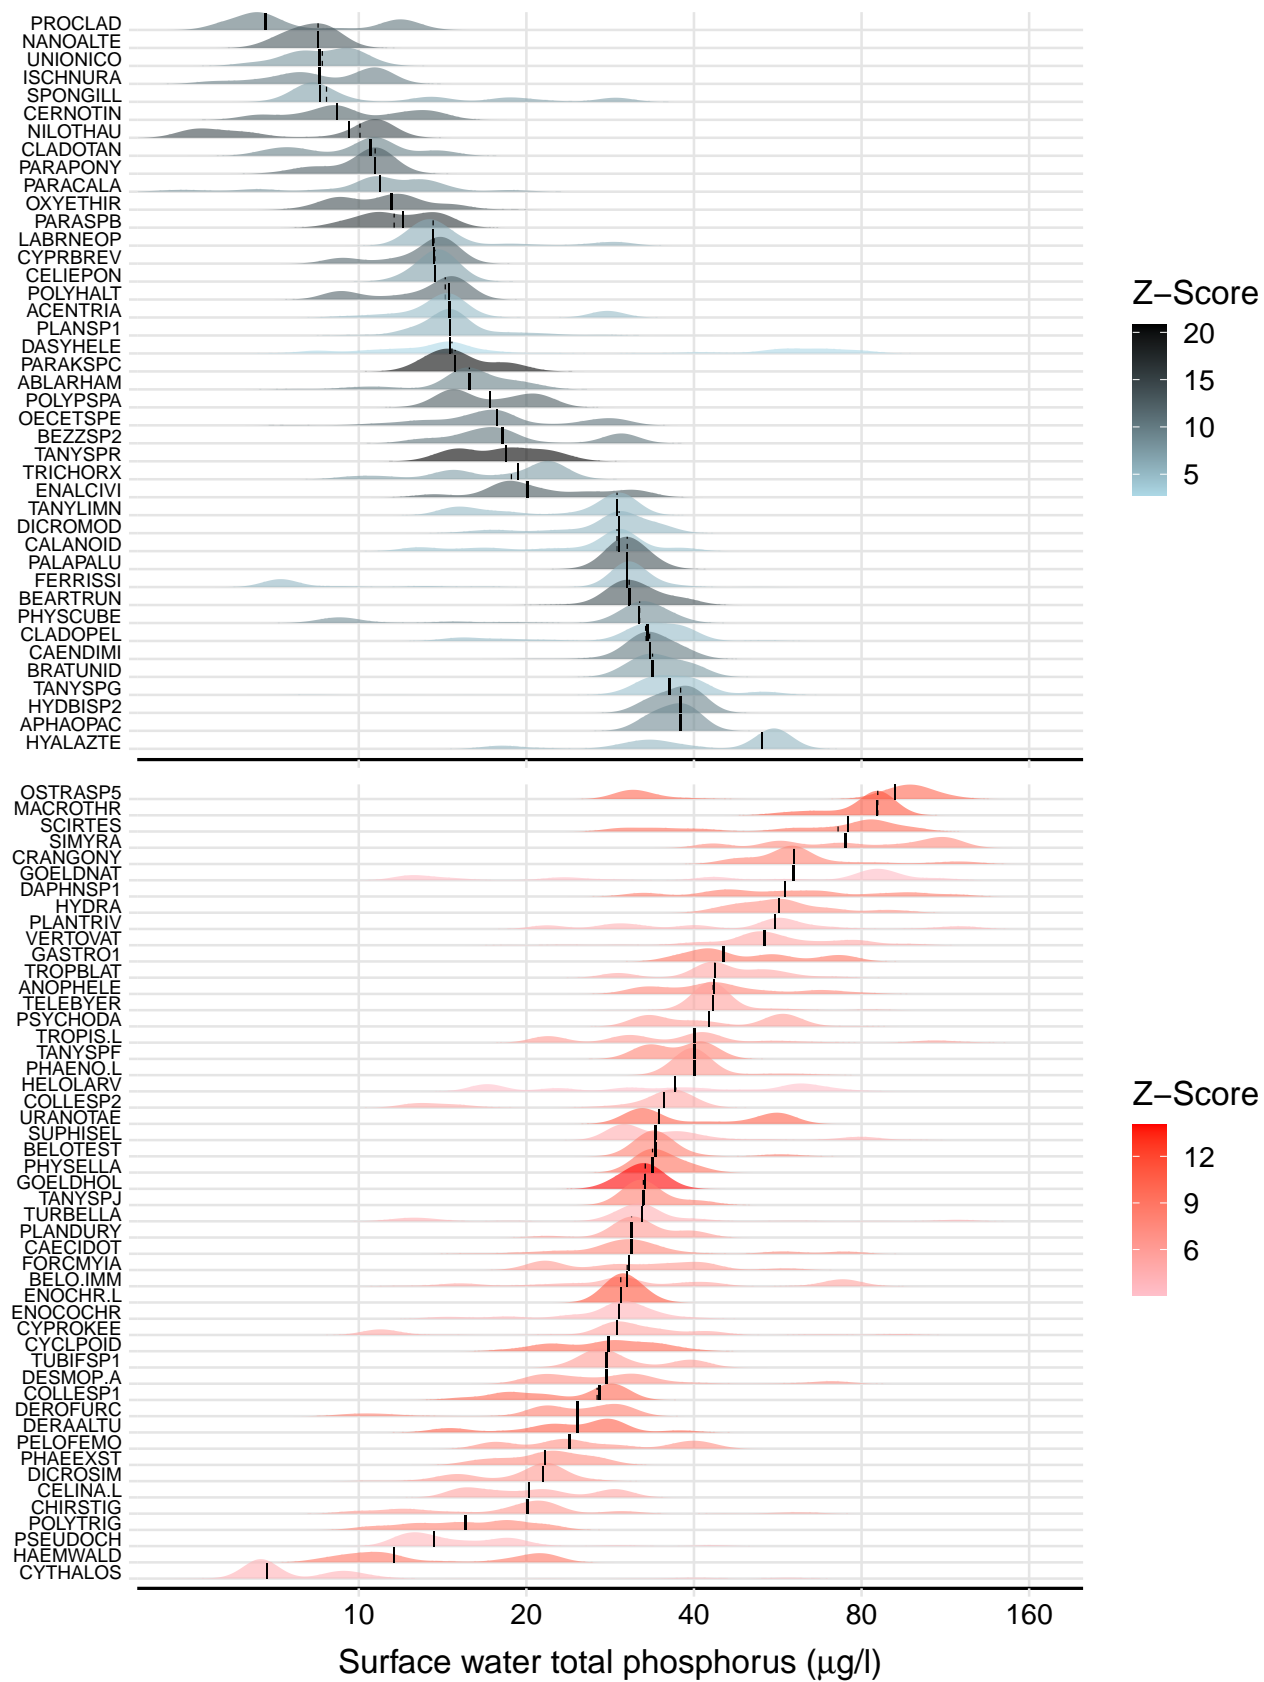 PROCLAD
NANOALTE
UNIONICO
ISCHNURA
SPONGILL
CERNOTIN
NILOTHAU
CLADOTAN
PARAPONY
PARACALA
OXYETHIR
PARASPB
LABRNEOP
CYPRBREV
CELIEPON
POLYHALT
ACENTRIA
PLANSP1
DASYHELE
PARAKSPC
ABLARHAM
POLYPSPA
OECETSPE
BEZZSP2
TANYSPR
TRICHORX
ENALCIVI
TANYLIMN
DICROMOD
CALANOID
PALAPALU
FERRISSI
BEARTRUN
PHYSCUBE
CLADOPEL
CAENDIMI
BRATUNID
TANYSPG
HYDBISP2
APHAOPAC
HYALAZTE
Z−Score
20
15
10
5
OSTRASP5
MACROTHR
SCIRTES
SIMYRA
CRANGONY
GOELDNAT
DAPHNSP1
HYDRA
PLANTRIV
VERTOVAT
GASTRO1
TROPBLAT
ANOPHELE
TELEBYER
PSYCHODA
TROPIS.L
TANYSPF
PHAENO.L
HELOLARV
COLLESP2
URANOTAE
SUPHISEL
BELOTEST
PHYSELLA
GOELDHOL
TANYSPJ
TURBELLA
PLANDURY
CAECIDOT
FORCMYIA
BELO.IMM
ENOCHR.L
ENOCOCHR
CYPROKEE
CYCLPOID
TUBIFSP1
DESMOP.A
COLLESP1
DEROFURC
DERAALTU
PELOFEMO
PHAEEXST
DICROSIM
CELINA.L
CHIRSTIG
POLYTRIG
PSEUDOCH
HAEMWALD
CYTHALOS
Z−Score
12
9
6
10 20 40 80 160
Surface water total phosphorus (μg/l)